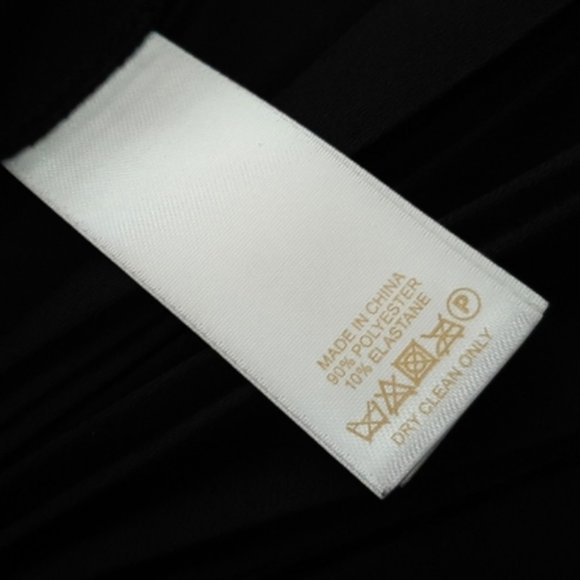 MADE IN CHINA
90% POLYESTER
10% ELASTANE
P
DRY CLEAN ONLY